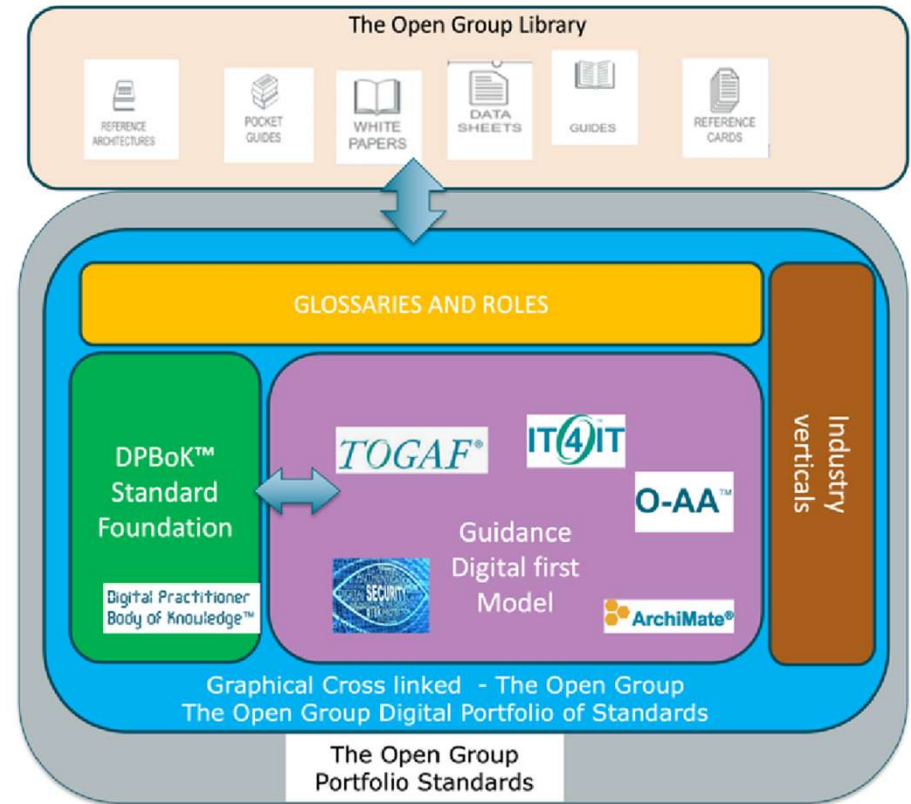 The Open Group Library
REFERENCE
ARCHITECTURES
POCKET
GUIDES
WHITE
PAPERS
DATA
SHEETS
GUIDES
REFERENCE
CARDS
GLOSSARIES AND ROLES
DPBoK™
Standard
Foundation
Digital Practitioner
Body of Knowledge™
TOGAF®
IT4IT™
O-AA™
Guidance
Digital first
Model
SECURITY
ArchiMate®
Industry
verticals
Graphical Cross linked - The Open Group
The Open Group Digital Portfolio of Standards
The Open Group
Portfolio Standards